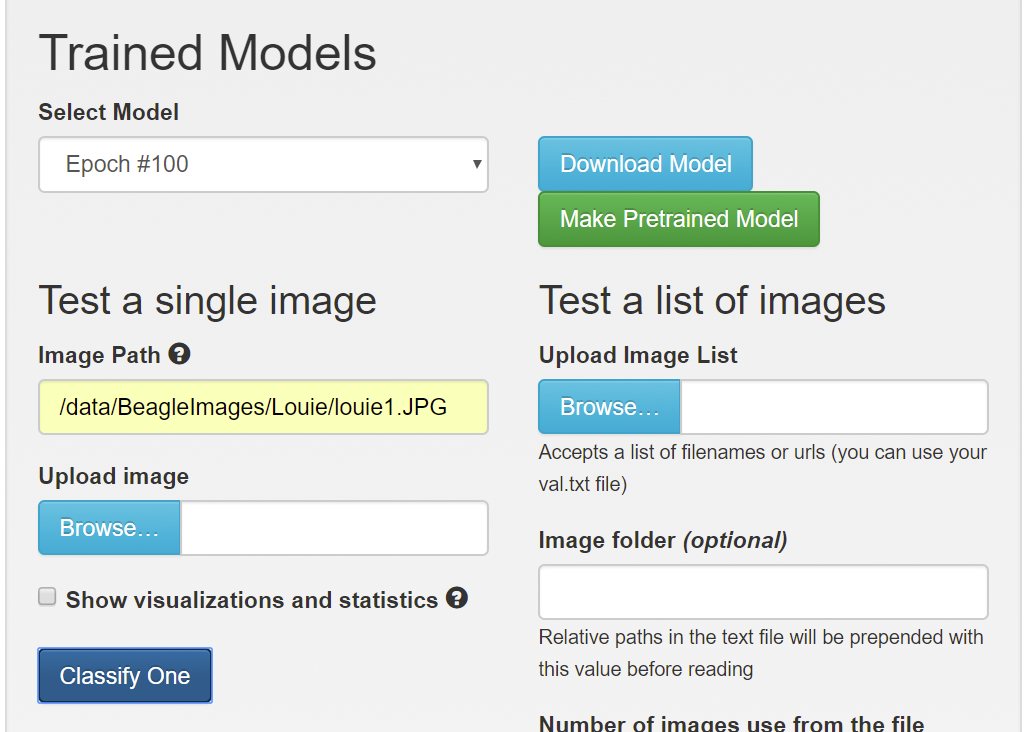 Trained Models
Select Model
Epoch #100
Download Model
Make Pretrained Model
Test a single image
Image Path
/data/BeagleImages/Louie/louie1.JPG
Upload image
Browse...
Show visualizations and statistics
Classify One
Test a list of images
Upload Image List
Browse...
Accepts a list of filenames or urls (you can use your
val.txt file)
Image folder (optional)
Relative paths in the text file will be prepended with
this value before reading
Number of images use from the file